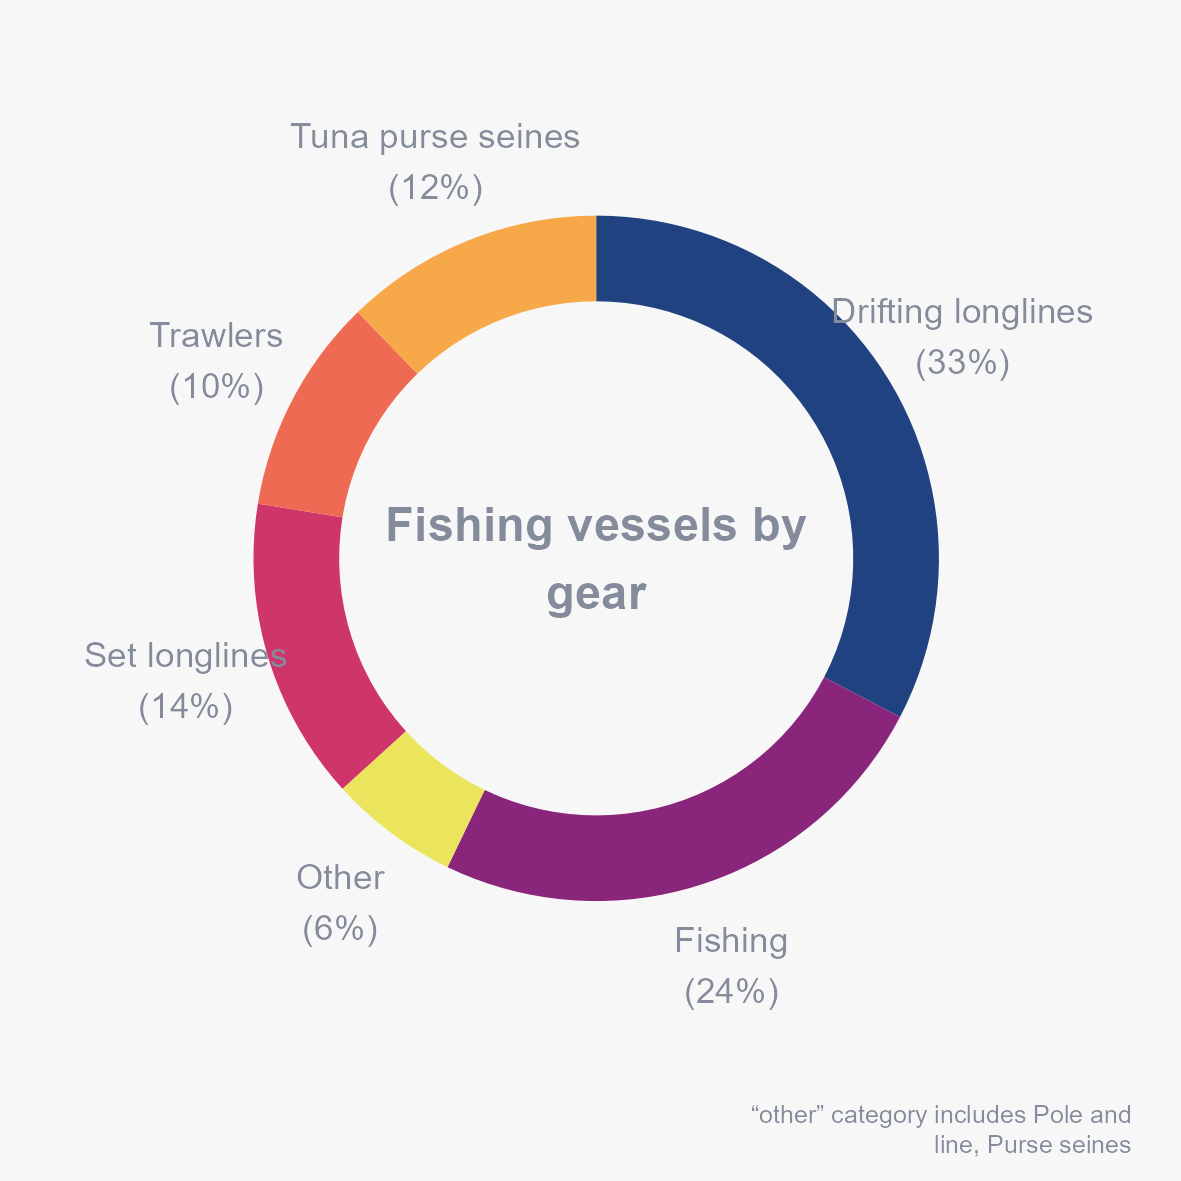 Tuna purse seines
(12%)
Drifting longlines
(33%)
Trawlers
(10%)
Fishing vessels by
gear
Set longlines
(14%)
Other
(6%)
Fishing
(24%)
“other” category includes Pole and
line, Purse seines